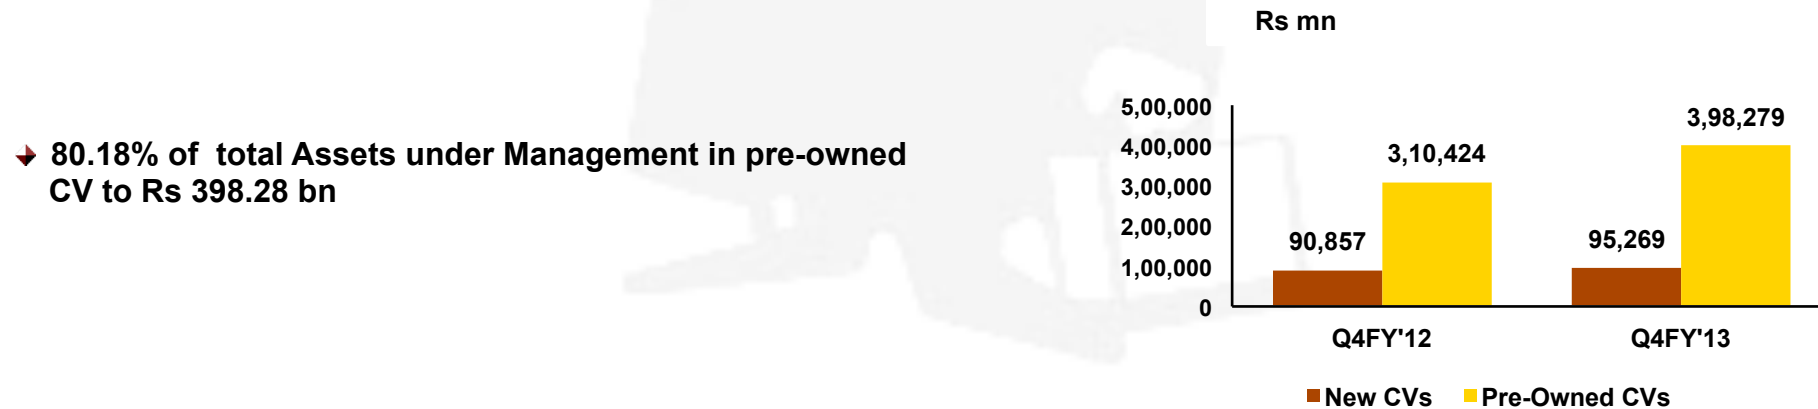 80.18% of total Assets under Management in pre-owned
CV to Rs 398.28 bn
Rs mn
5,00,000
4,00,000
3,00,000
2,00,000
1,00,000
0
90,857
3,10,424
95,269
3,98,279
Q4FY'12
Q4FY'13
New CVs
Pre-Owned CVs